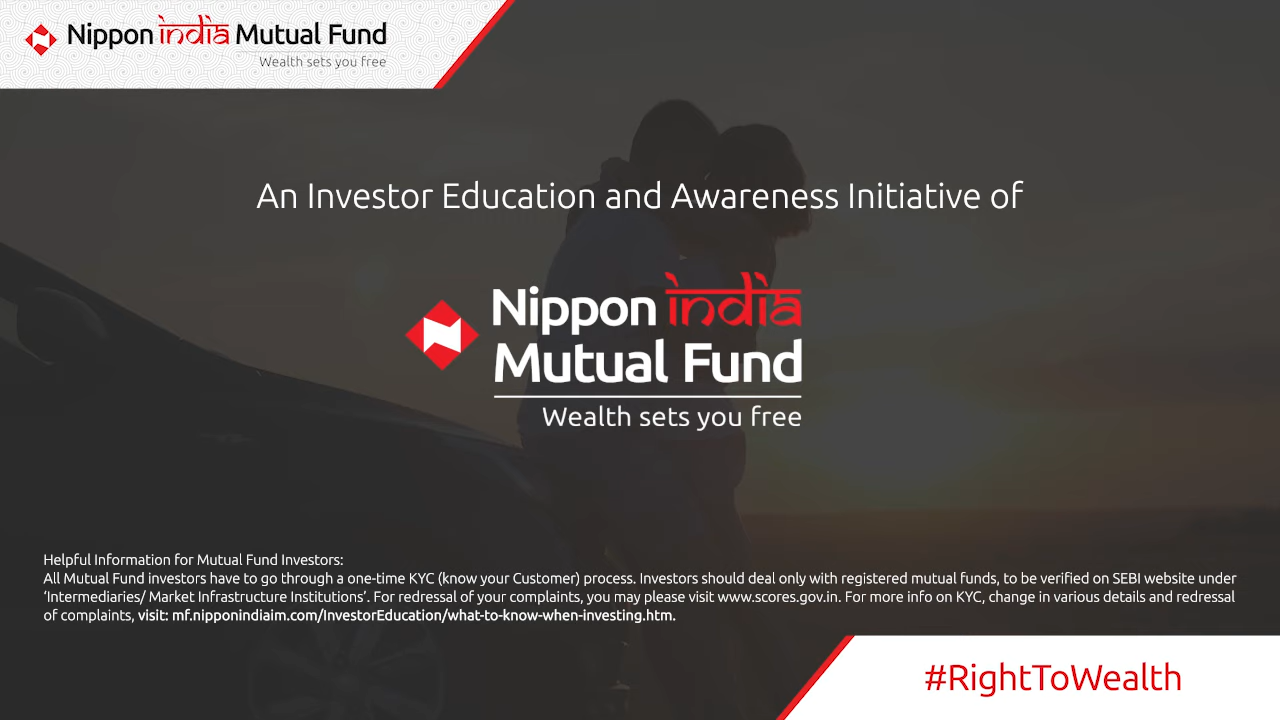 Nippon india Mutual Fund
Wealth sets you free
An Investor Education and Awareness Initiative of
Nippon india
Mutual Fund
Wealth sets you free
Helpful Information for Mutual Fund Investors:
All Mutual Fund investors have to go through a one-time KYC (know your Customer) process. Investors should deal only with registered mutual funds, to be verified on SEBI website under
‘Intermediaries/ Market Infrastructure Institutions’. For redressal of your complaints, you may please visit www.scores.gov.in. For more info on KYC, change in various details and redressal
of complaints, visit: mf.nipponindiaim.com/InvestorEducation/what-to-know-when-investing.htm.
#RightToWealth